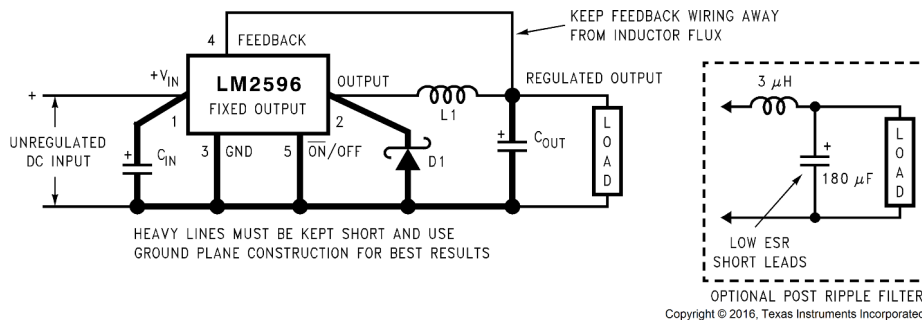 KEEP FEEDBACK WIRING AWAY
FROM INDUCTOR FLUX
4 FEEDBACK
+VIN
LM2596
FIXED OUTPUT
OUTPUT
REGULATED OUTPUT
+
1
2
L1
UNREGULATED
DC INPUT
+
CIN
3 GND
5 ON/OFF
D1
+
COUT
LOAD
HEAVY LINES MUST BE KEPT SHORT AND USE
GROUND PLANE CONSTRUCTION FOR BEST RESULTS
3 μH
+
180 μF
LOAD
LOW ESR
SHORT LEADS
OPTIONAL POST RIPPLE FILTER
Copyright © 2016, Texas Instruments Incorporated